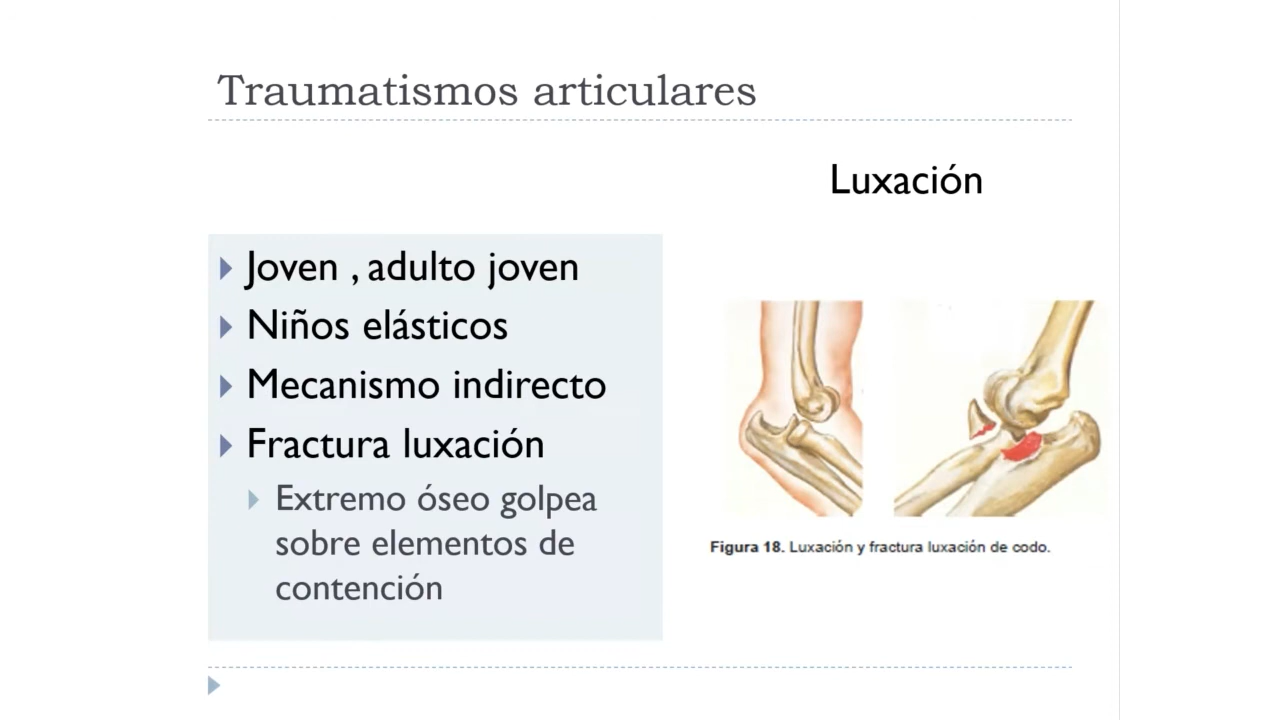 Traumatismos articulares
Luxación
Joven , adulto joven
Niños elásticos
Mecanismo indirecto
Fractura luxación
Extremo óseo golpea
sobre elementos de
contención
Figura 18. Luxación y fractura luxación de codo.